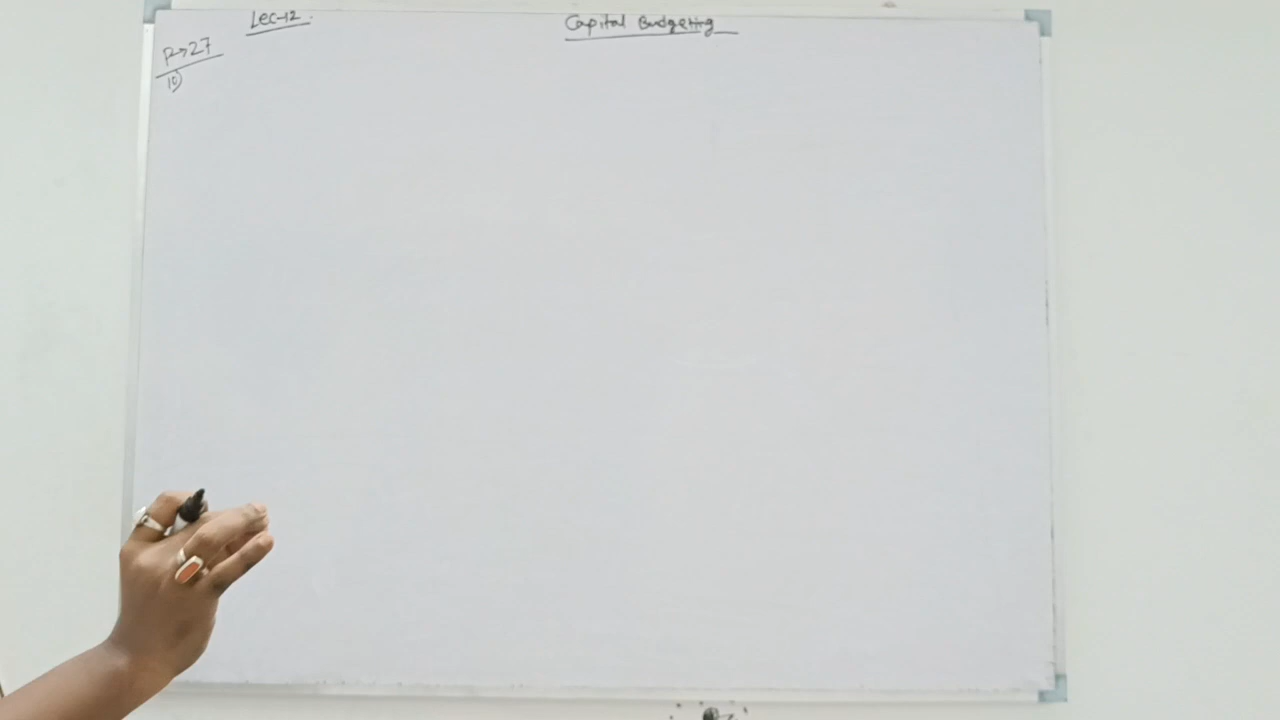 Lec-12.
Capital Budgeting
P→27
10)